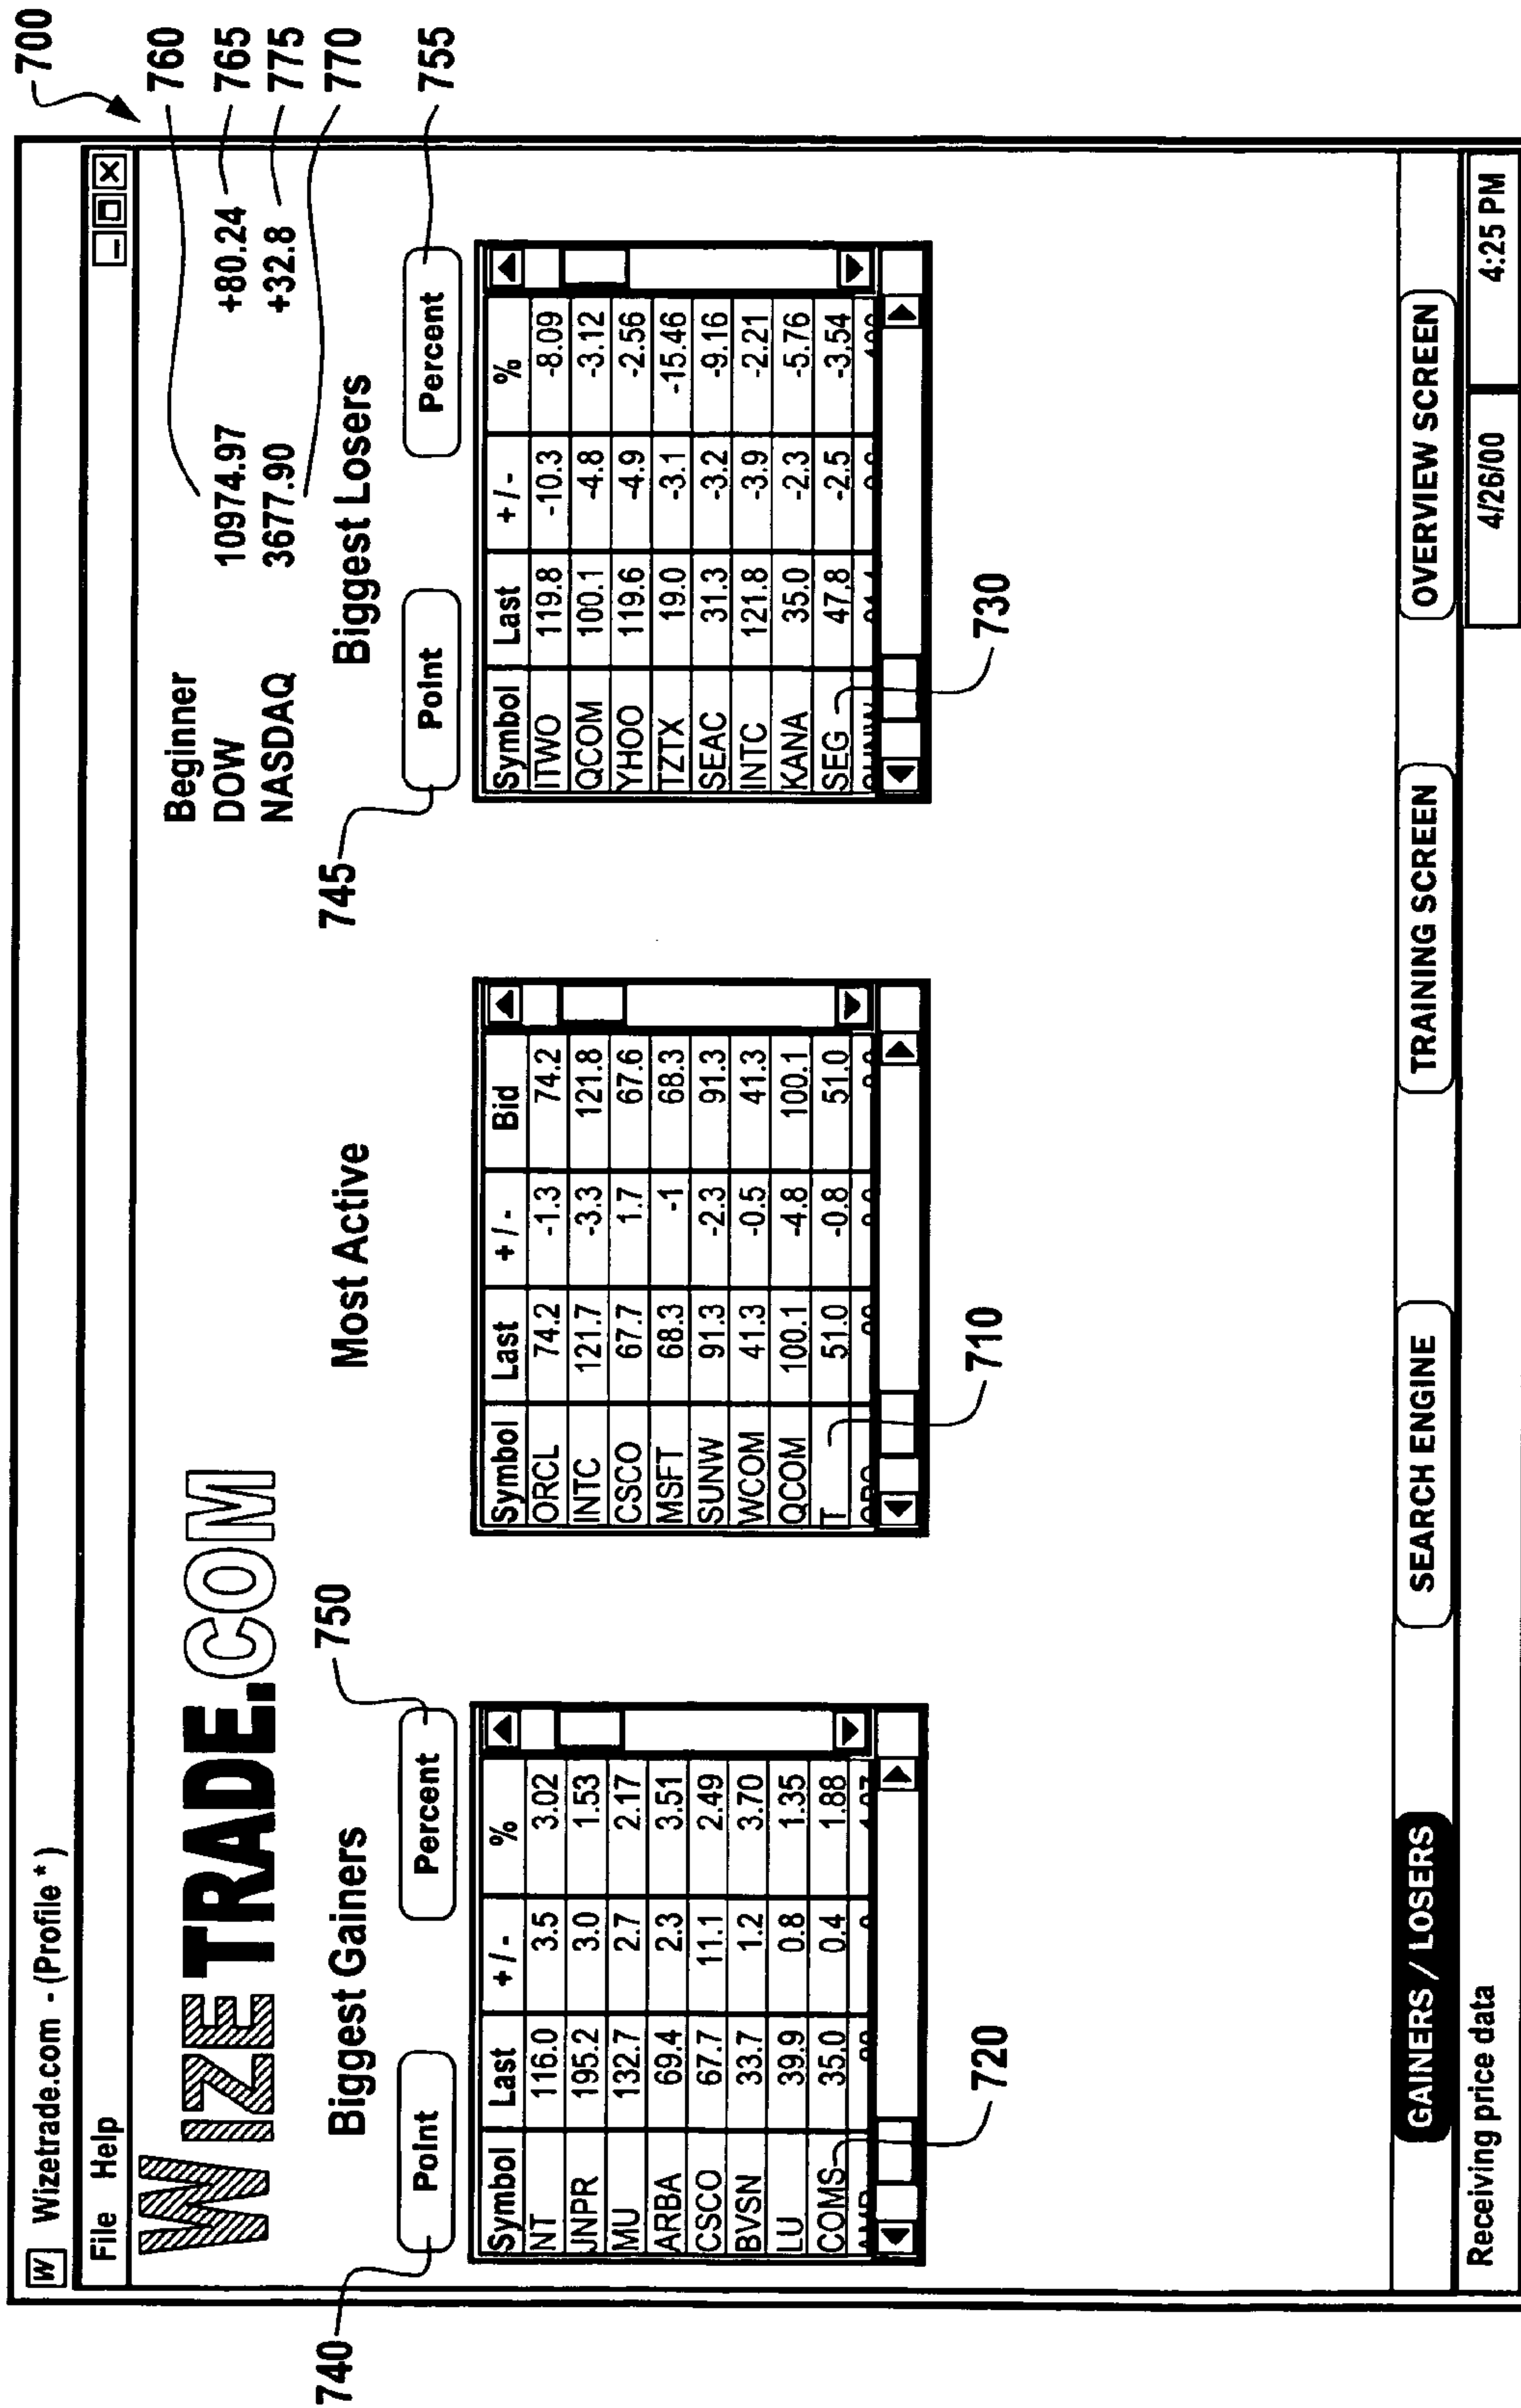 700
W Wizetrade.com - (Profile * )
File Help
760
765
775
770
WIZETRADE.COM
Beginner
DOW 10974.97 +80.24
NASDAQ 3677.90 +32.8
740
750
745
755
Biggest Gainers
Point Percent
Symbol Last +/- %
NT 116.0 3.5 3.02
JNPR 195.2 3.0 1.53
MU 132.7 2.7 2.17
ARBA 69.4 2.3 3.51
CSCO 67.7 11.1 2.49
BVSN 33.7 1.2 3.70
LU 39.9 0.8 1.35
COMS 35.0 0.4 1.88
720
Most Active
Symbol Last +/- Bid
ORCL 74.2 -1.3 74.2
INTC 121.7 -3.3 121.8
CSCO 67.7 1.7 67.6
MSFT 68.3 -1 68.3
SUNW 91.3 -2.3 91.3
WCOM 41.3 -0.5 41.3
QCOM 100.1 -4.8 100.1
T 51.0 -0.8 51.0
710
Biggest Losers
Point Percent
Symbol Last +/- %
ITWO 119.8 -10.3 -8.09
QCOM 100.1 -4.8 -3.12
YHOO 119.6 -4.9 -2.56
TZTX 19.0 -3.1 -15.46
SEAC 31.3 -3.2 -9.16
INTC 121.8 -3.9 -2.21
KANA 35.0 -2.3 -5.76
SEG 47.8 -2.5 -3.54
730
GAINERS / LOSERS SEARCH ENGINE TRAINING SCREEN OVERVIEW SCREEN
Receiving price data 4/26/00 4:25 PM